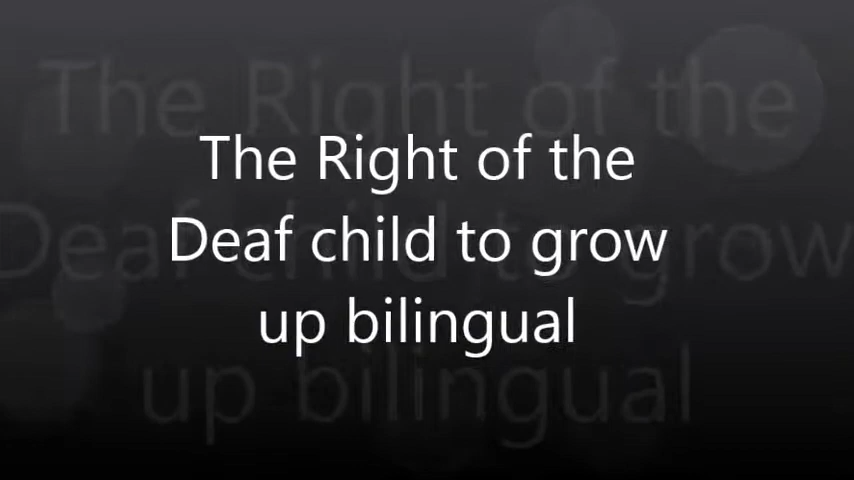 The Right of the
Deaf child to grow
up bilingual